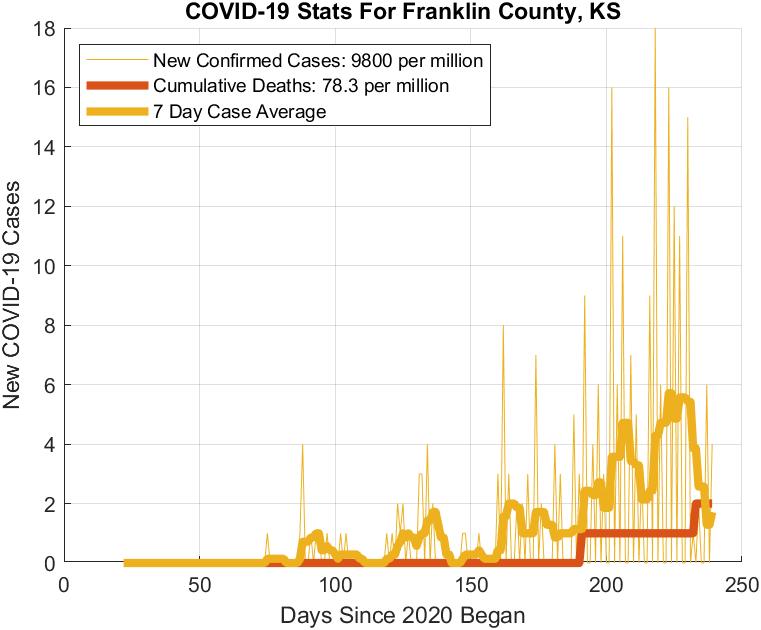 COVID-19 Stats For Franklin County, KS
New Confirmed Cases: 9800 per million
Cumulative Deaths: 78.3 per million
7 Day Case Average
New COVID-19 Cases
18
16
14
12
10
8
6
4
2
0
0 50 100 150 200 250
Days Since 2020 Began